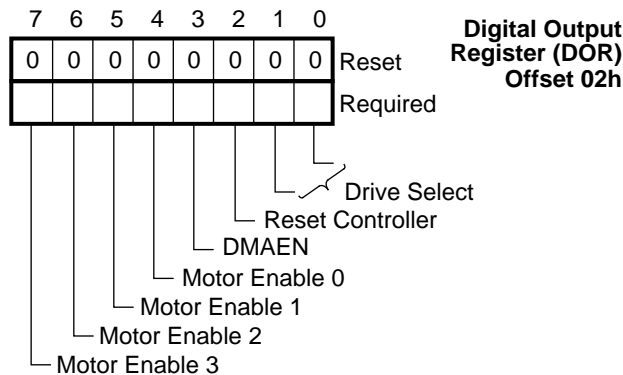 7 6 5 4 3 2 1 0
Digital Output
Register (DOR)
Offset 02h
0 0 0 0 0 0 0 0 Reset
Required
Drive Select
Reset Controller
DMAEN
Motor Enable 0
Motor Enable 1
Motor Enable 2
Motor Enable 3